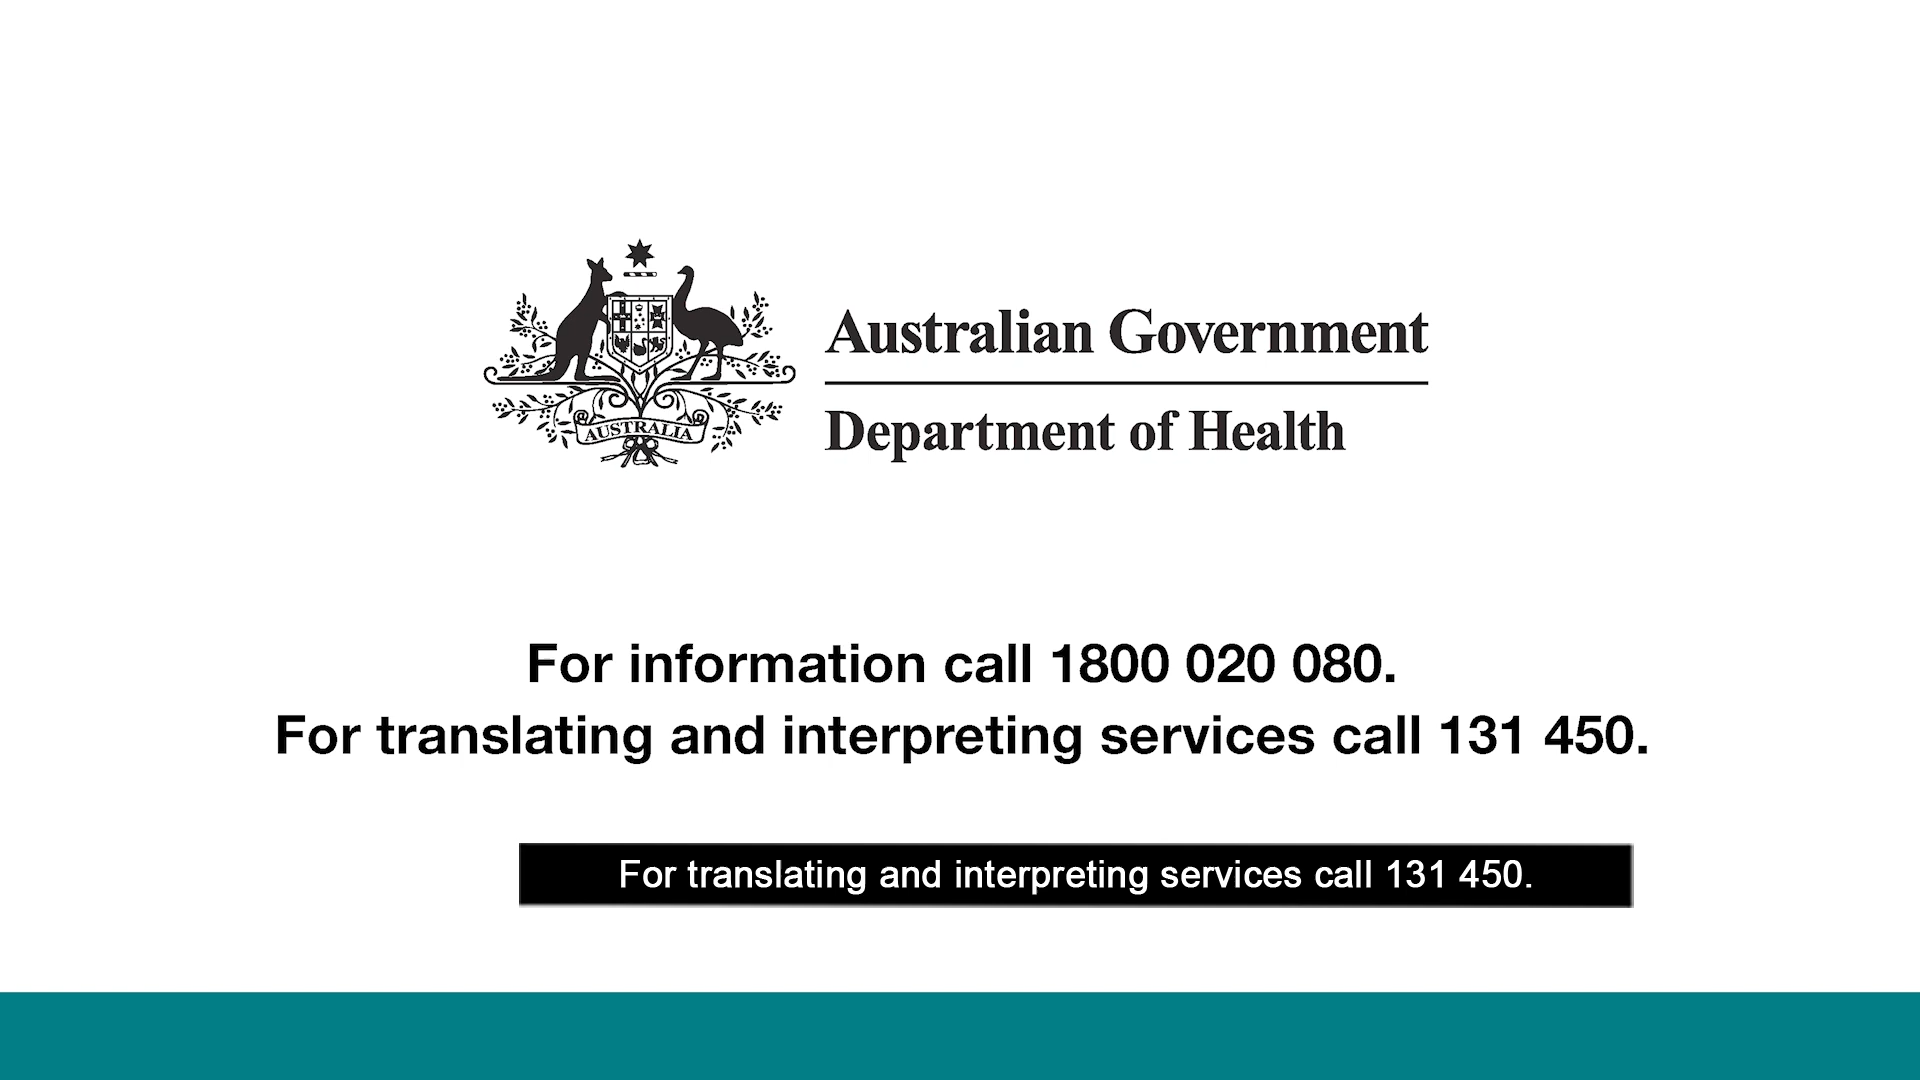 AUSTRALIA
Australian Government
Department of Health
For information call 1800 020 080.
For translating and interpreting services call 131 450.
For translating and interpreting services call 131 450.